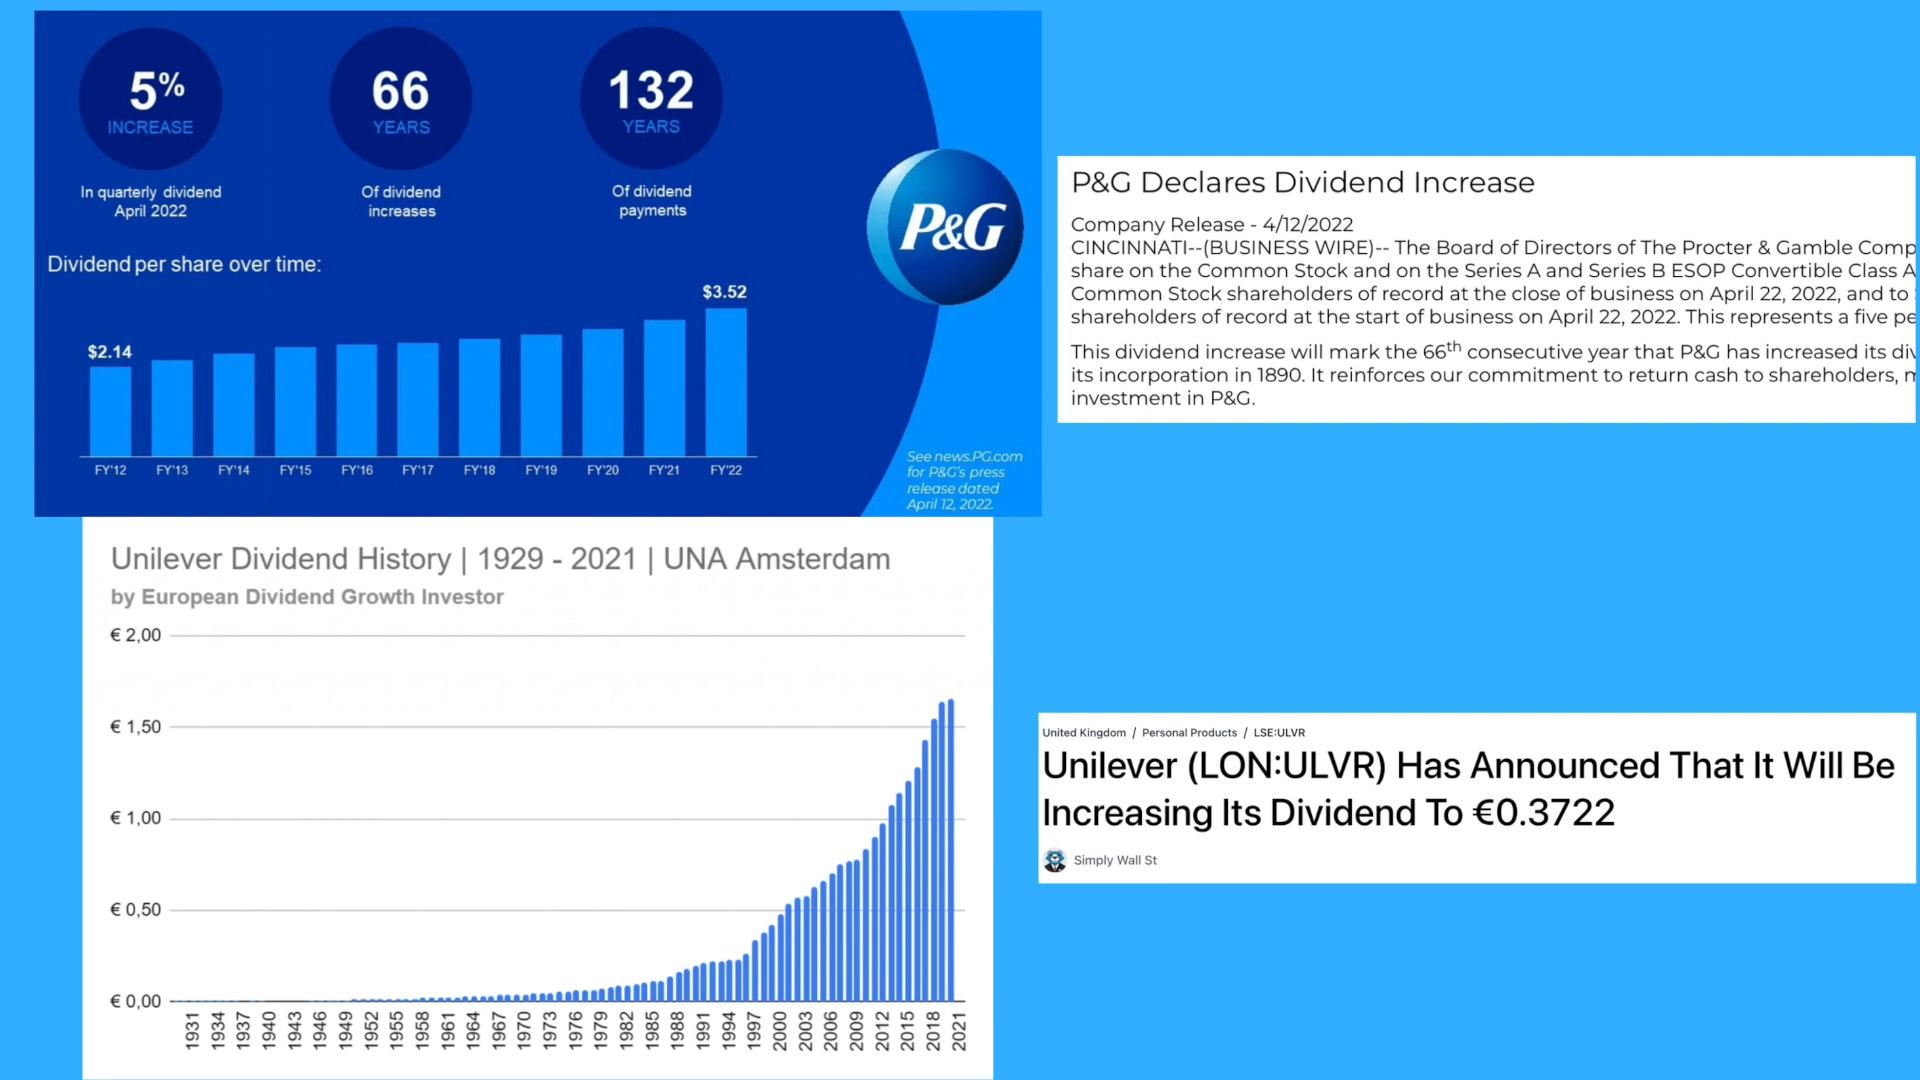 5%
INCREASE
In quarterly dividend
April 2022
66
YEARS
Of dividend
increases
132
YEARS
Of dividend
payments
P&G
Dividend per share over time:
$2.14
$3.52
FY'12 FY'13 FY'14 FY'15 FY'16 FY'17 FY'18 FY'19 FY'20 FY'21 FY'22
See news.PG.com
for P&G's press
release dated
April 12, 2022.
P&G Declares Dividend Increase
Company Release - 4/12/2022
CINCINNATI--(BUSINESS WIRE)-- The Board of Directors of The Procter & Gamble Comp
share on the Common Stock and on the Series A and Series B ESOP Convertible Class A
Common Stock shareholders of record at the close of business on April 22, 2022, and to
shareholders of record at the start of business on April 22, 2022. This represents a five pe
This dividend increase will mark the 66th consecutive year that P&G has increased its div
its incorporation in 1890. It reinforces our commitment to return cash to shareholders, m
investment in P&G.
Unilever Dividend History | 1929 - 2021 | UNA Amsterdam
by European Dividend Growth Investor
€ 2,00
€ 1,50
€ 1,00
€ 0,50
€ 0,00
1931 1934 1937 1940 1943 1946 1949 1952 1955 1958 1961 1964 1967 1970 1973 1976 1979 1982 1985 1988 1991 1994 1997 2000 2003 2006 2009 2012 2015 2018 2021
United Kingdom / Personal Products / LSE:ULVR
Unilever (LON:ULVR) Has Announced That It Will Be
Increasing Its Dividend To €0.3722
Simply Wall St